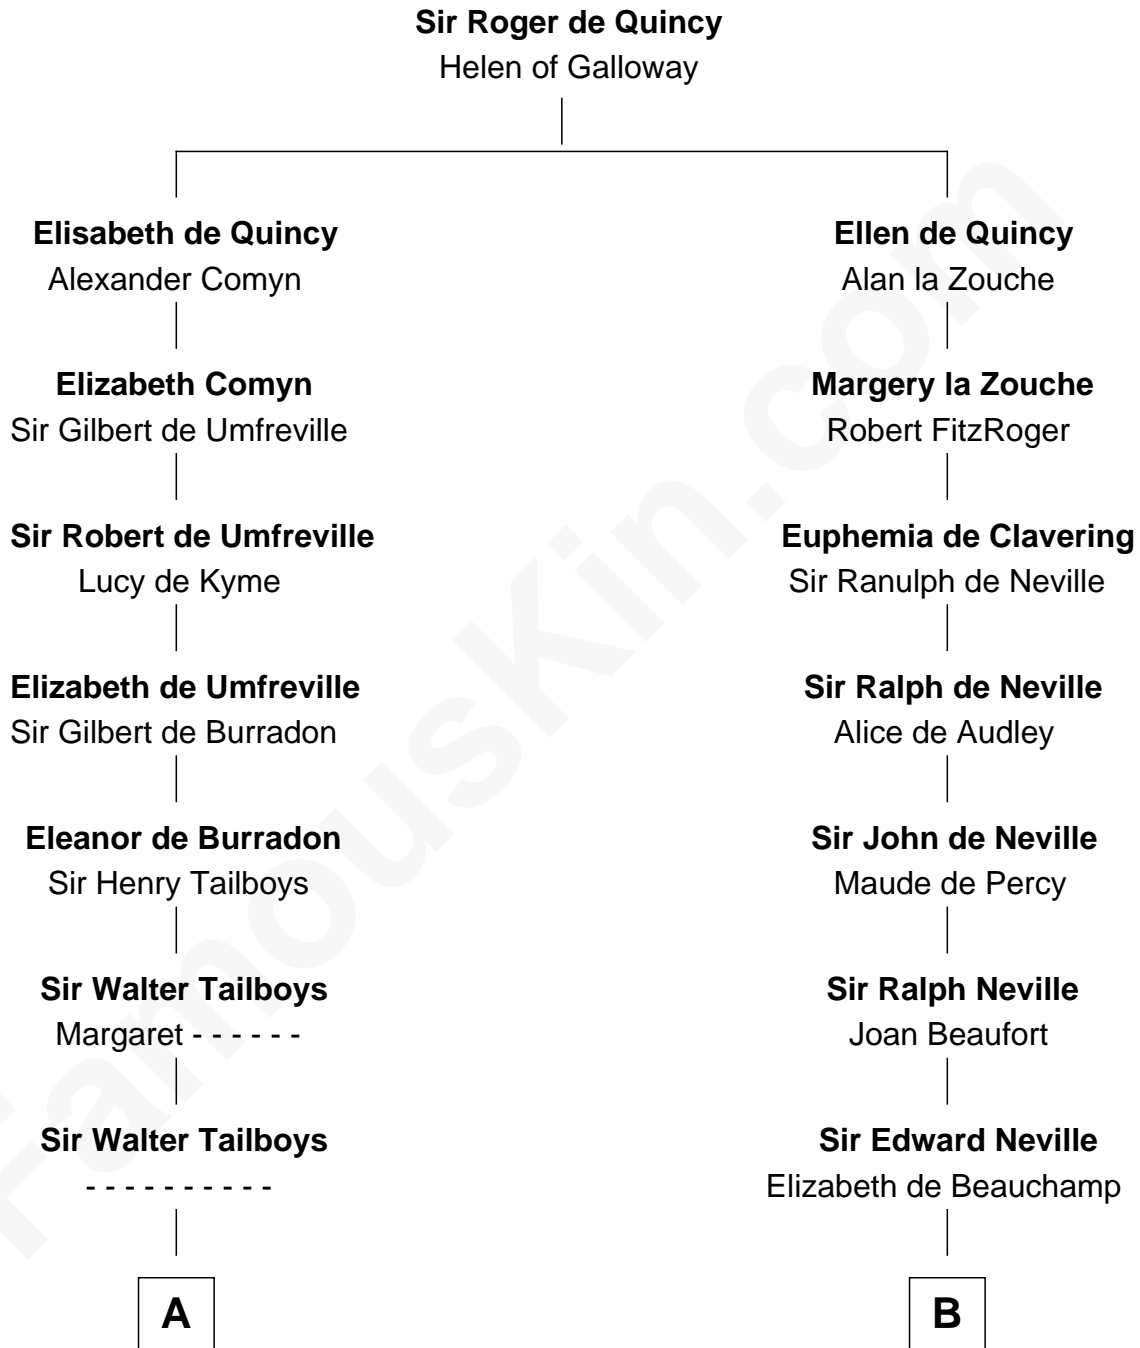 Sir Roger de Quincy
Helen of Galloway
Elisabeth de Quincy
Alexander Comyn
Ellen de Quincy
Alan la Zouche
Elizabeth Comyn
Sir Gilbert de Umfreville
Margery la Zouche
Robert FitzRoger
Sir Robert de Umfreville
Lucy de Kyme
Euphemia de Clavering
Sir Ranulph de Neville
Elizabeth de Umfreville
Sir Gilbert de Burradon
Sir Ralph de Neville
Alice de Audley
Eleanor de Burradon
Sir Henry Tailboys
Sir John de Neville
Maude de Percy
Sir Walter Tailboys
Margaret - - - - - -
Sir Ralph Neville
Joan Beaufort
Sir Walter Tailboys
- - - - - - - - - -
Sir Edward Neville
Elizabeth de Beauchamp
A
B
FamousKin.com